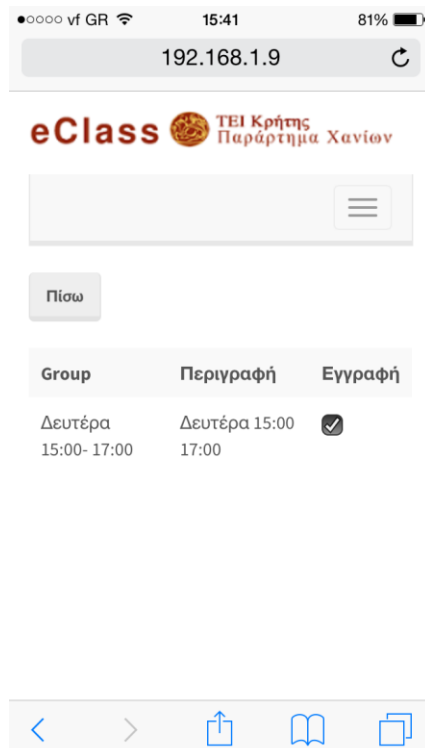 vf GR 15:41 81%
192.168.1.9
eClass ΤΕΙ Κρήτης
Παράρτημα Χανίων
Πίσω
Group Περιγραφή Εγγραφή
Δευτέρα Δευτέρα 15:00
15:00- 17:00 17:00